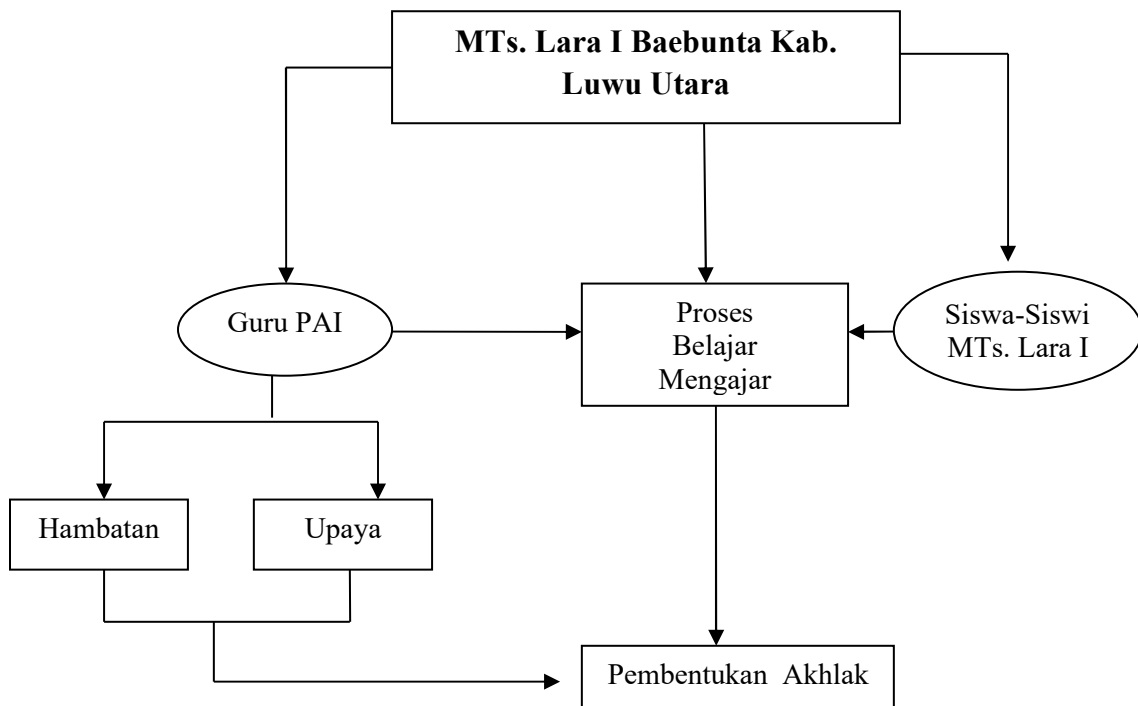 MTs. Lara I Baebunta Kab.
Luwu Utara
Guru PAI
Proses
Belajar
Mengajar
Siswa-Siswi
MTs. Lara I
Hambatan
Upaya
Pembentukan Akhlak